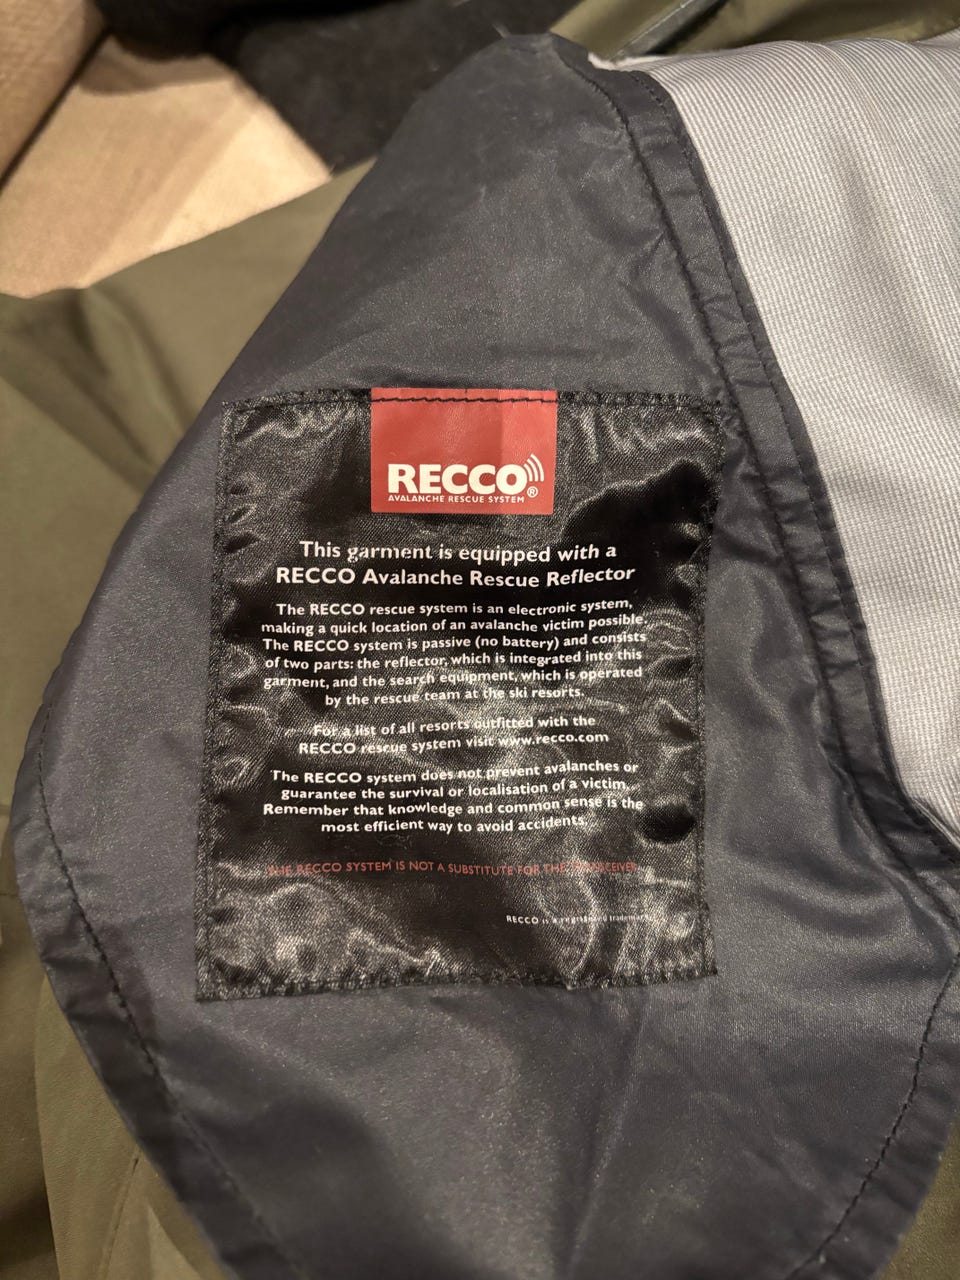 RECCO®
AVALANCHE RESCUE SYSTEM
This garment is equipped with a
RECCO Avalanche Rescue Reflector
The RECCO rescue system is an electronic system,
making a quick location of an avalanche victim possible.
The RECCO system is passive (no battery) and consists
of two parts: the reflector, which is integrated into this
garment, and the search equipment, which is operated
by the rescue team at the ski resorts.
For a list of all resorts outfitted with the
RECCO rescue system visit www.recco.com
The RECCO system does not prevent avalanches or
guarantee the survival or localisation of a victim.
Remember that knowledge and common sense is the
most efficient way to avoid accidents.
THE RECCO SYSTEM IS NOT A SUBSTITUTE FOR THE TRANSCEIVER
RECCO is a registered trademark